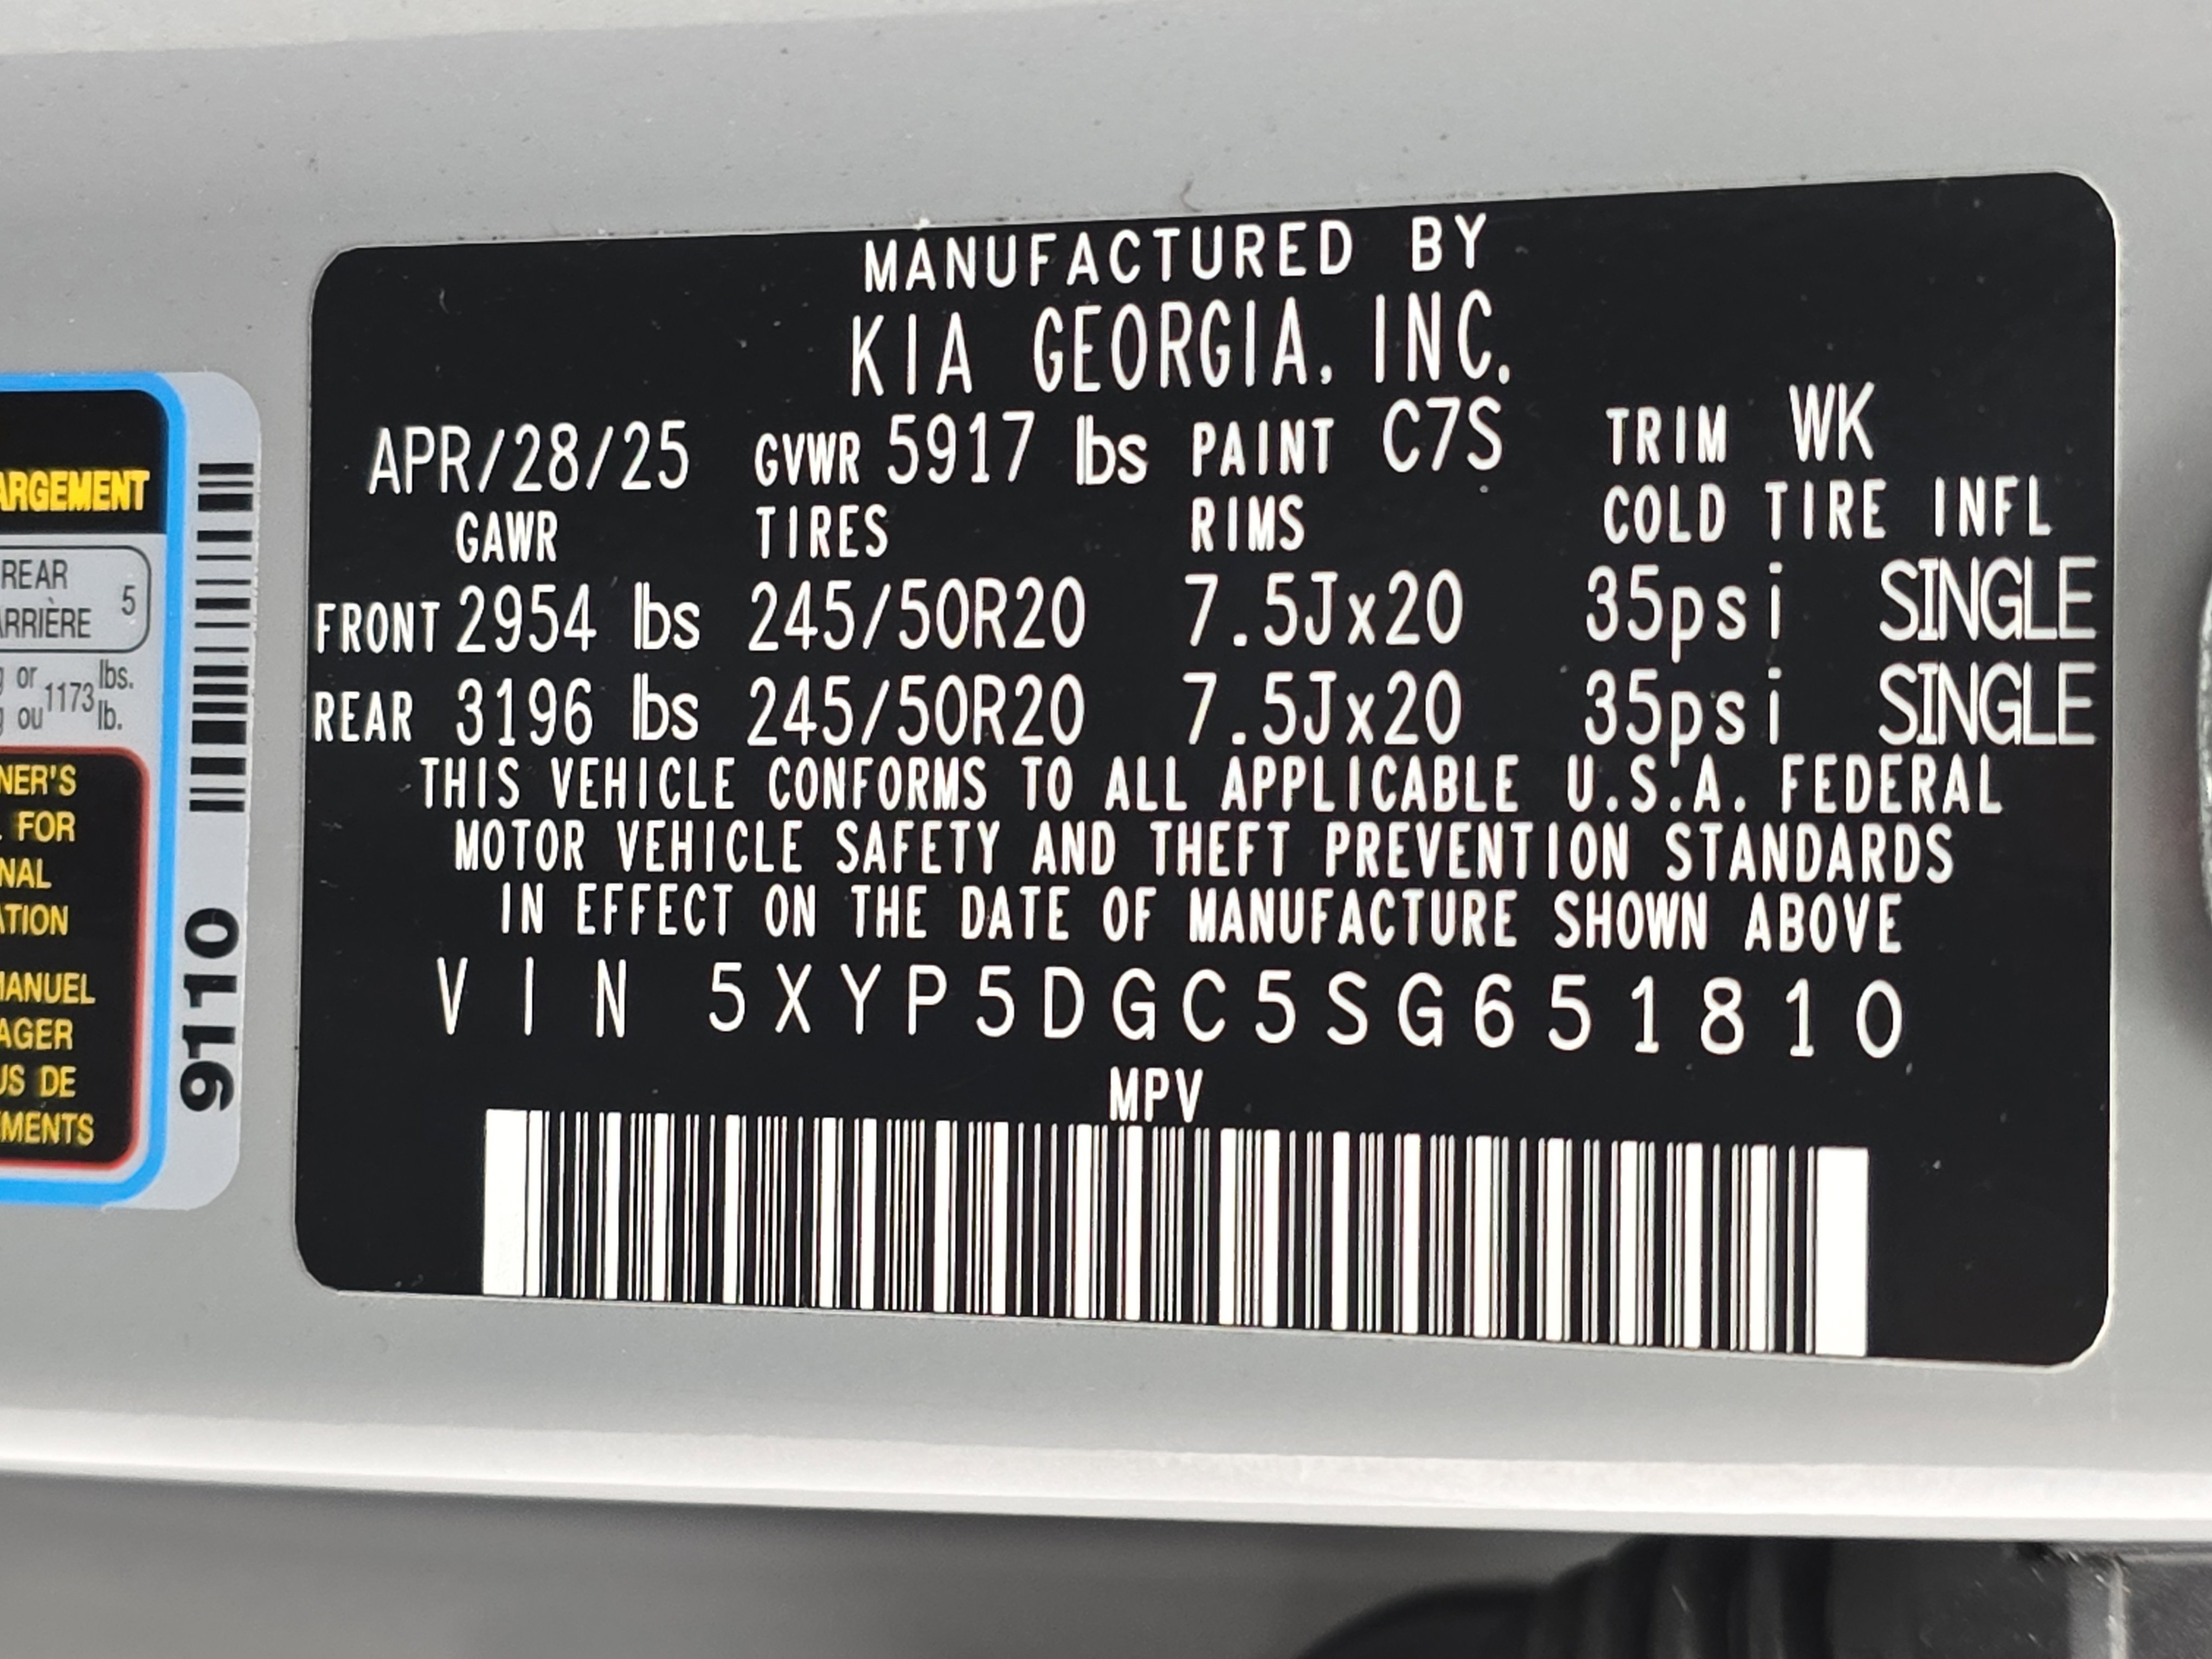 MANUFACTURED BY
KIA GEORGIA, INC.
APR/28/25 GVWR 5917 lbs PAINT C7S TRIM WK
GAWR TIRES RIMS COLD TIRE INFL
FRONT 2954 lbs 245/50R20 7.5Jx20 35psi SINGLE
REAR 3196 lbs 245/50R20 7.5Jx20 35psi SINGLE
THIS VEHICLE CONFORMS TO ALL APPLICABLE U.S.A. FEDERAL
MOTOR VEHICLE SAFETY AND THEFT PREVENTION STANDARDS
IN EFFECT ON THE DATE OF MANUFACTURE SHOWN ABOVE
VIN 5XYP5DGC5SG651810
MPV
ARGEMENT
REAR 5
ARRIÈRE
g or 1173 lbs.
g ou lb.
NER'S
FOR
NAL
ATION
MANUEL
AGER
US DE
EMENTS
9110